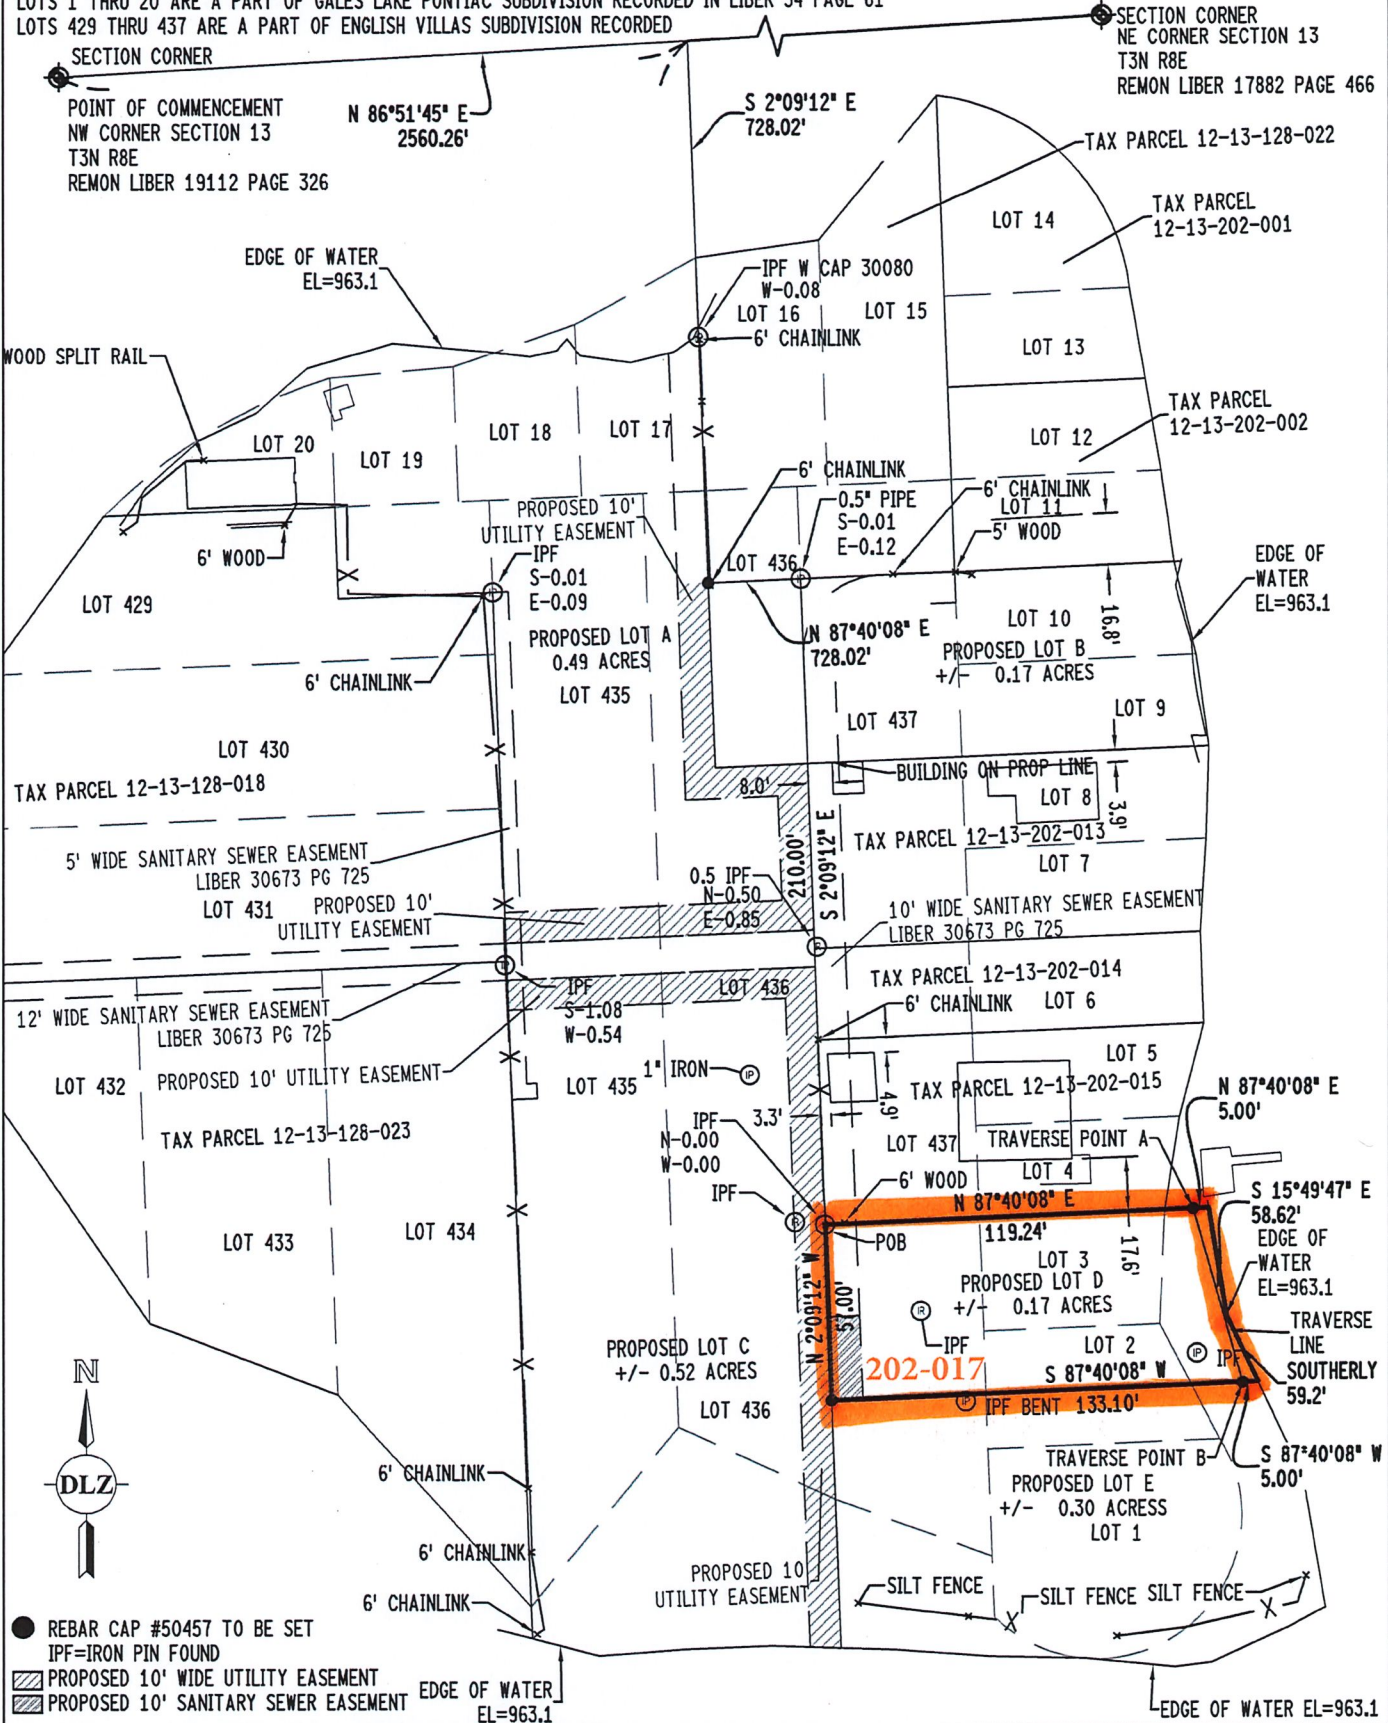 LOTS 1 THRU 20 ARE A PART OF GALES LAKE PONTIAC SUBDIVISION RECORDED IN LIBER 34 PAGE 61
LOTS 429 THRU 437 ARE A PART OF ENGLISH VILLAS SUBDIVISION RECORDED
SECTION CORNER
NE CORNER SECTION 13
T3N R8E
REMON LIBER 17882 PAGE 466
SECTION CORNER
POINT OF COMMENCEMENT
NW CORNER SECTION 13
T3N R8E
REMON LIBER 19112 PAGE 326
N 86°51'45" E
2560.26'
S 2°09'12" E
728.02'
TAX PARCEL 12-13-128-022
LOT 14
TAX PARCEL
12-13-202-001
EDGE OF WATER
EL=963.1
IPF W CAP 30080
W-0.08
LOT 16
6' CHAINLINK
LOT 15
LOT 13
WOOD SPLIT RAIL
TAX PARCEL
12-13-202-002
LOT 20
LOT 19
LOT 18
LOT 17
LOT 12
6' CHAINLINK
0.5" PIPE
S-0.01
E-0.12
6' CHAINLINK
LOT 11
5' WOOD
PROPOSED 10'
UTILITY EASEMENT
6' WOOD
IPF
S-0.01
E-0.09
LOT 436
EDGE OF
WATER
EL=963.1
LOT 429
LOT 10
16.8'
N 87°40'08" E
728.02'
PROPOSED LOT A
0.49 ACRES
PROPOSED LOT B
+/- 0.17 ACRES
6' CHAINLINK
LOT 435
LOT 437
LOT 9
LOT 430
BUILDING ON PROP LINE
TAX PARCEL 12-13-128-018
8.0'
LOT 8
3.9'
210.00'
S 2°09'12" E
TAX PARCEL 12-13-202-013
LOT 7
5' WIDE SANITARY SEWER EASEMENT
LIBER 30673 PG 725
0.5 IPF
N-0.50
E-0.85
LOT 431
PROPOSED 10'
UTILITY EASEMENT
10' WIDE SANITARY SEWER EASEMENT
LIBER 30673 PG 725
TAX PARCEL 12-13-202-014
IPF
S-1.08
W-0.54
LOT 436
6' CHAINLINK
LOT 6
12' WIDE SANITARY SEWER EASEMENT
LIBER 30673 PG 725
LOT 5
LOT 432
PROPOSED 10' UTILITY EASEMENT
LOT 435
1" IRON
IP
4.9'
TAX PARCEL 12-13-202-015
N 87°40'08" E
5.00'
3.3'
TAX PARCEL 12-13-128-023
IPF
N-0.00
W-0.00
LOT 437
TRAVERSE POINT A
LOT 4
6' WOOD
IPF
N 87°40'08" E
119.24'
S 15°49'47" E
58.62'
POB
EDGE OF
WATER
EL=963.1
17.6'
LOT 433
LOT 434
LOT 3
PROPOSED LOT D
+/- 0.17 ACRES
N 2°09'12" W
57.00'
IR
IPF
TRAVERSE
LINE
SOUTHERLY
59.2'
LOT 2
IP
IPF
PROPOSED LOT C
+/- 0.52 ACRES
202-017
S 87°40'08" W
133.10'
IP
IPF BENT
LOT 436
N
DLZ
TRAVERSE POINT B
S 87°40'08" W
5.00'
6' CHAINLINK
PROPOSED LOT E
+/- 0.30 ACRESS
LOT 1
6' CHAINLINK
PROPOSED 10
UTILITY EASEMENT
SILT FENCE
SILT FENCE
SILT FENCE
6' CHAINLINK
REBAR CAP #50457 TO BE SET
IPF=IRON PIN FOUND
PROPOSED 10' WIDE UTILITY EASEMENT
PROPOSED 10' SANITARY SEWER EASEMENT
EDGE OF WATER
EL=963.1
EDGE OF WATER EL=963.1